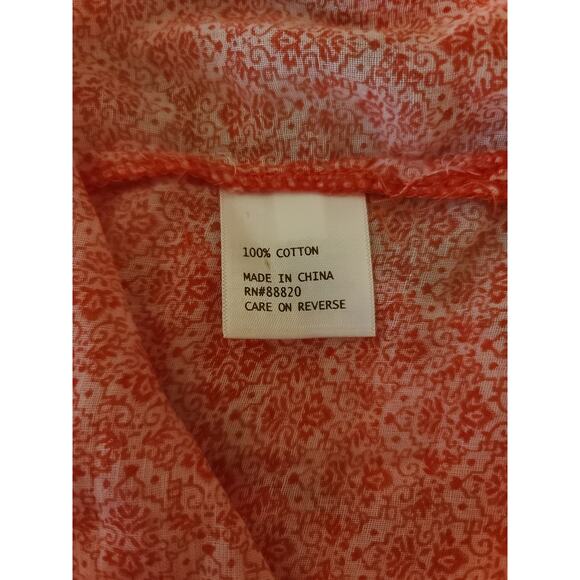 100% COTTON
MADE IN CHINA
RN#88820
CARE ON REVERSE